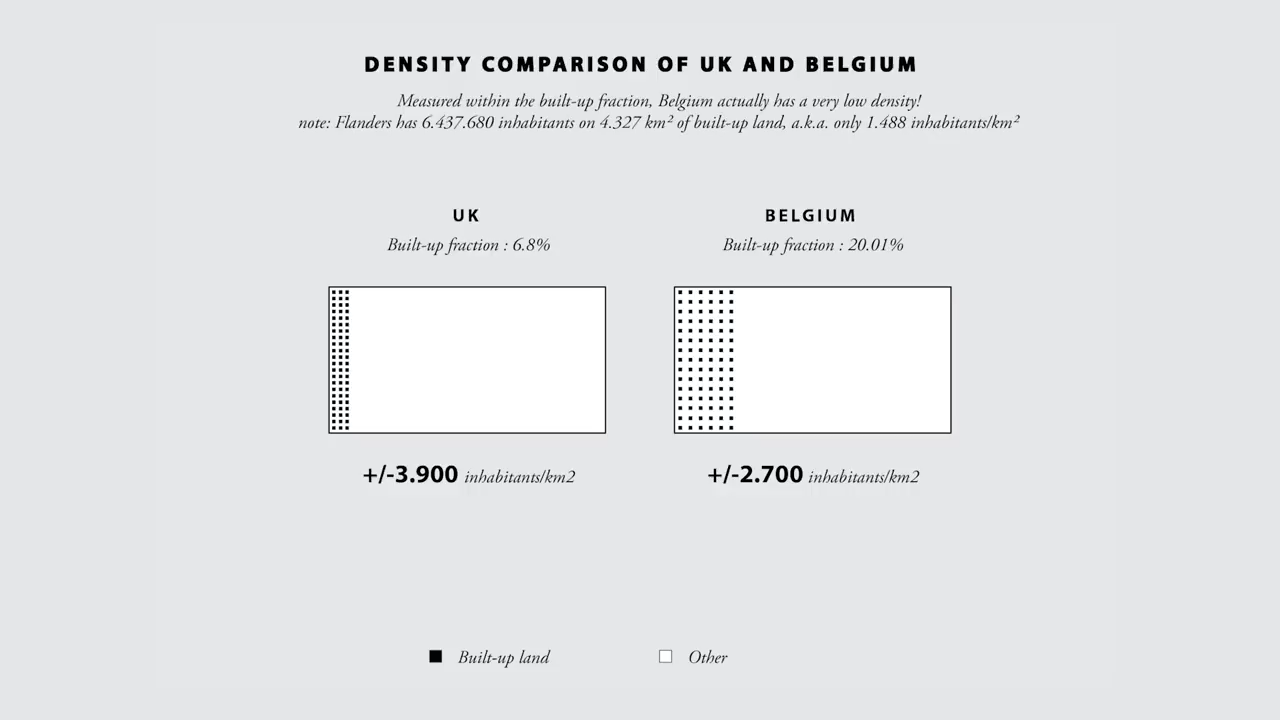 DENSITY COMPARISON OF UK AND BELGIUM
Measured within the built-up fraction, Belgium actually has a very low density!
note: Flanders has 6.437.680 inhabitants on 4.327 km² of built-up land, a.k.a. only 1.488 inhabitants/km²
UK
Built-up fraction : 6.8%
+/-3.900 inhabitants/km2
BELGIUM
Built-up fraction : 20.01%
+/-2.700 inhabitants/km2
Built-up land
Other